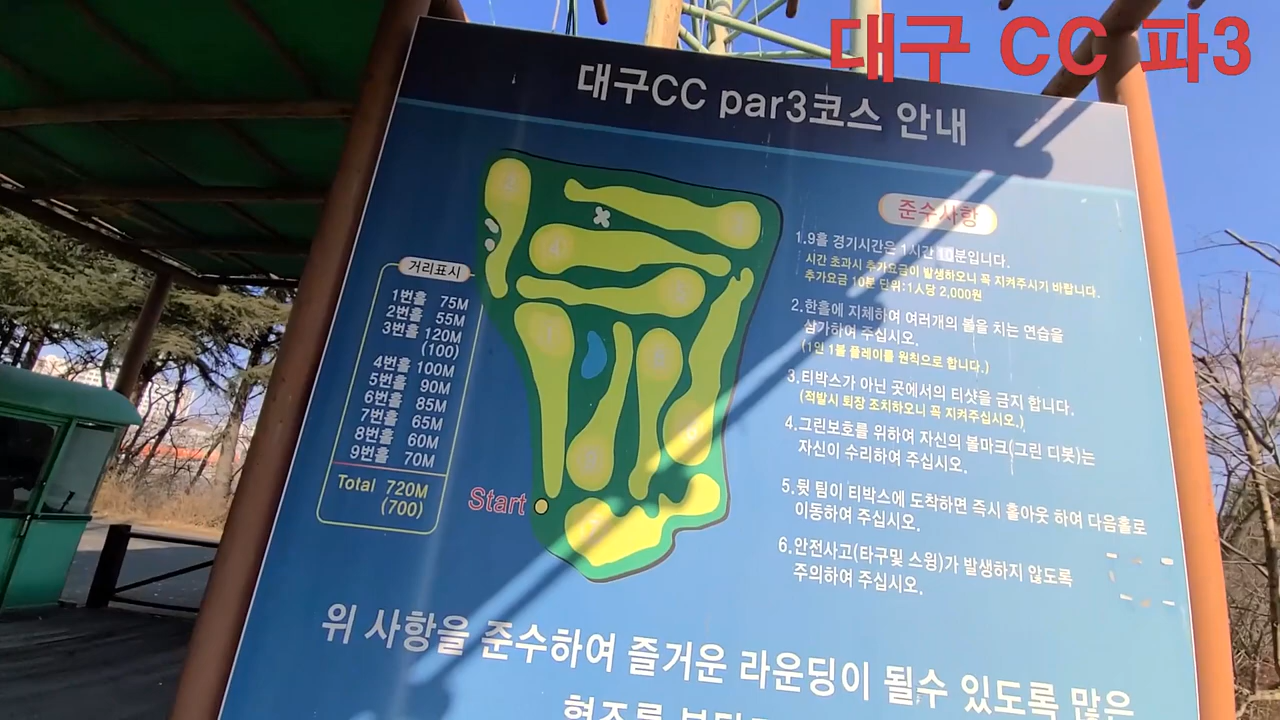 대구 CC 파3
대구CC par3코스 안내
거리표시
1번홀 75M
2번홀 55M
3번홀 120M
(100)
4번홀 100M
5번홀 90M
6번홀 85M
7번홀 65M
8번홀 60M
9번홀 70M
Total 720M
(700)
Start
준수사항
1.9홀 경기시간은 1시간 10분입니다.
시간 초과시 추가요금이 발생하오니 꼭 지켜주시기 바랍니다.
추가요금 10분 단위:1人당 2,000원
2.한홀에 지체하며 여러개의 볼을 치는 연습을
삼가하여 주십시오.
(1인 1볼 플레이를 원칙으로 합니다.)
3.티박스가 아닌 곳에서의 티샷을 금지 합니다.
(적발시 퇴장 조치하오니 꼭 지켜주십시오.)
4.그린보호를 위하여 자신의 볼마크(그린 디봇)는
자신이 수리하여 주십시오.
5.뒷 팀이 티박스에 도착하면 즉시 홀아웃 하여 다음홀로
이동하여 주십시오.
6.안전사고(타구및 스윙)가 발생하지 않도록
주의하여 주십시오.
위 사항을 준수하여 즐거운 라운딩이 될수 있도록 많은